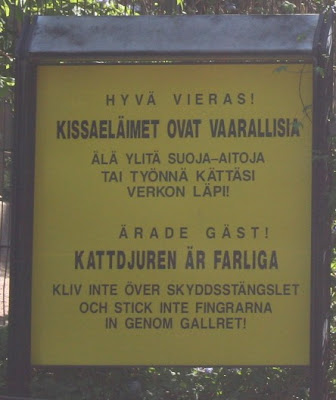 HYVÄ VIERAS!
KISSAELÄIMET OVAT VAARALLISIA
ÄLÄ YLITÄ SUOJA-AITOJA
TAI TYÖNNÄ KÄTTÄSI
VERKON LÄPI!
ÄRADE GÄST!
KATTDJUREN ÄR FARLIGA
KLIV INTE ÖVER SKYDDSSTÄNGSLET
OCH STICK INTE FINGRARNA
IN GENOM GALLRET!